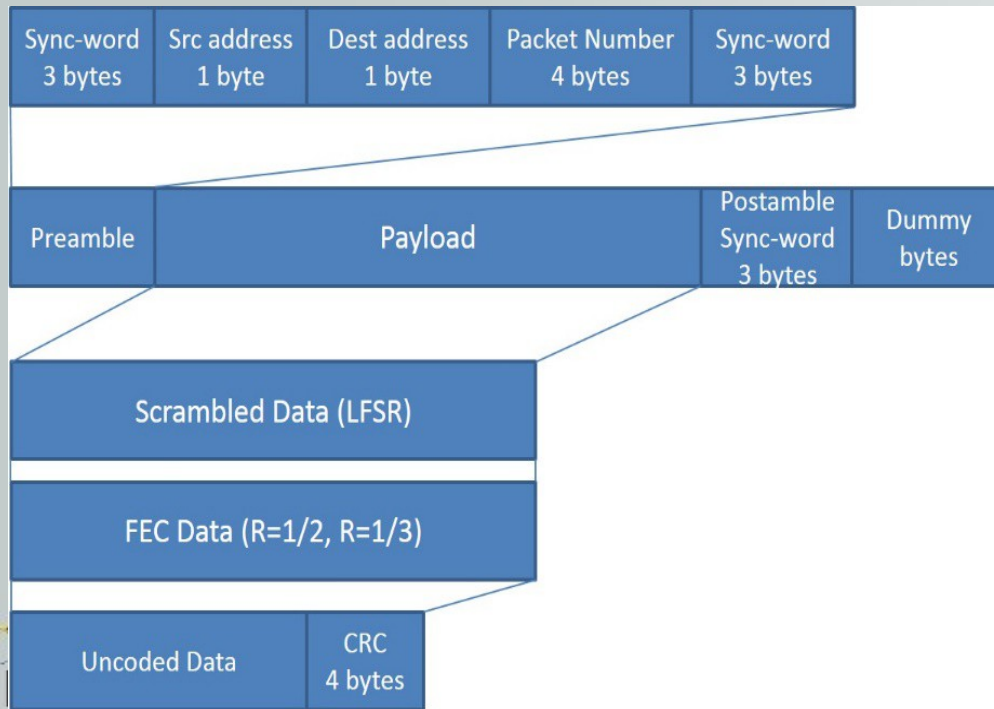 Sync-word
3 bytes
Src address
1 byte
Dest address
1 byte
Packet Number
4 bytes
Sync-word
3 bytes
Preamble
Payload
Postamble
Sync-word
3 bytes
Dummy
bytes
Scrambled Data (LFSR)
FEC Data (R=1/2, R=1/3)
Uncoded Data
CRC
4 bytes